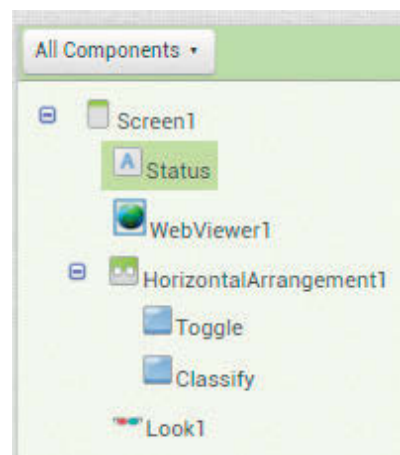 All Components
Screen1
A Status
WebViewer1
HorizontalArrangement1
Toggle
Classify
Look1